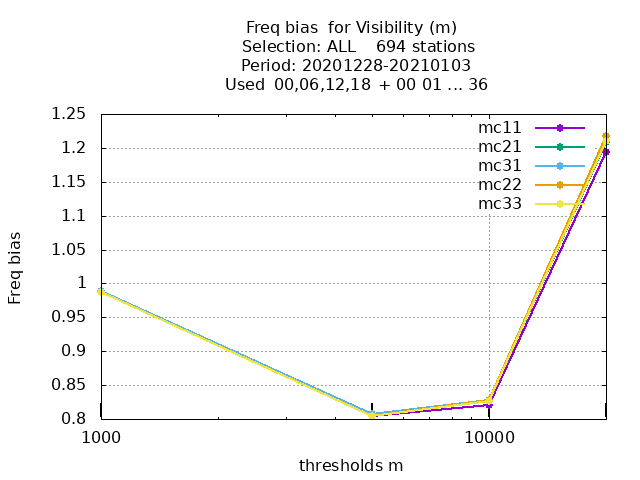 Freq bias  for Visibility (m)
Selection: ALL    694 stations
Period: 20201228-20210103
Used  00,06,12,18  + 00 01 ... 36
1.25
1.2
1.15
1.1
1.05
1
0.95
0.9
0.85
0.8
Freq bias
mc11
mc21
mc31
mc22
mc33
1000
10000
thresholds m